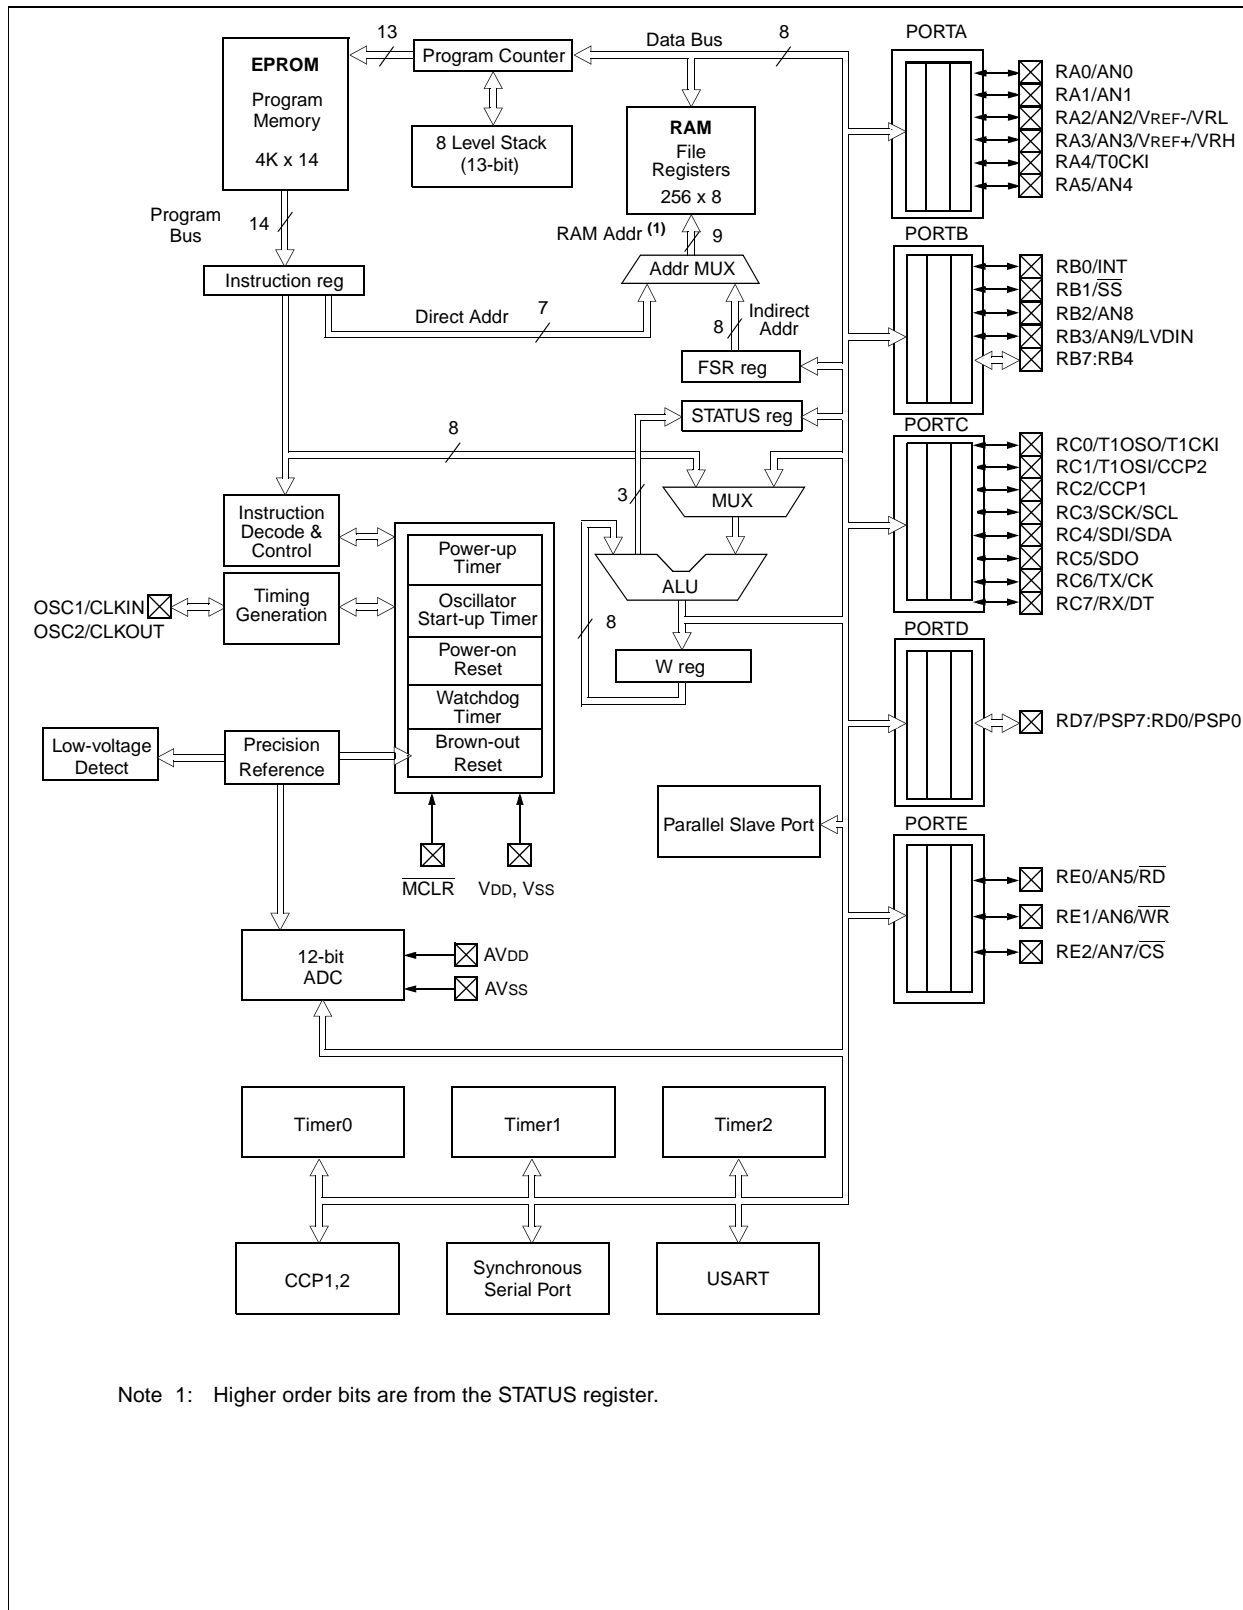 13
Program Counter
Data Bus
8
EPROM
Program
Memory
4K x 14
8 Level Stack
(13-bit)
RAM
File
Registers
256 x 8
Program
Bus
14
RAM Addr (1)
9
Addr MUX
Instruction reg
Direct Addr
7
8
Indirect
Addr
FSR reg
STATUS reg
8
3
MUX
ALU
8
W reg
Instruction
Decode &
Control
Timing
Generation
OSC1/CLKIN
OSC2/CLKOUT
Power-up
Timer
Oscillator
Start-up Timer
Power-on
Reset
Watchdog
Timer
Brown-out
Reset
Low-voltage
Detect
Precision
Reference
MCLR
VDD, VSS
Parallel Slave Port
12-bit
ADC
AVDD
AVSS
Timer0
Timer1
Timer2
CCP1,2
Synchronous
Serial Port
USART
PORTA
RA0/AN0
RA1/AN1
RA2/AN2/VREF-/VRL
RA3/AN3/VREF+/VRH
RA4/T0CKI
RA5/AN4
PORTB
RB0/INT
RB1/SS
RB2/AN8
RB3/AN9/LVDIN
RB7:RB4
PORTC
RC0/T1OSO/T1CKI
RC1/T1OSI/CCP2
RC2/CCP1
RC3/SCK/SCL
RC4/SDI/SDA
RC5/SDO
RC6/TX/CK
RC7/RX/DT
PORTD
RD7/PSP7:RD0/PSP0
PORTE
RE0/AN5/RD
RE1/AN6/WR
RE2/AN7/CS
Note 1: Higher order bits are from the STATUS register.